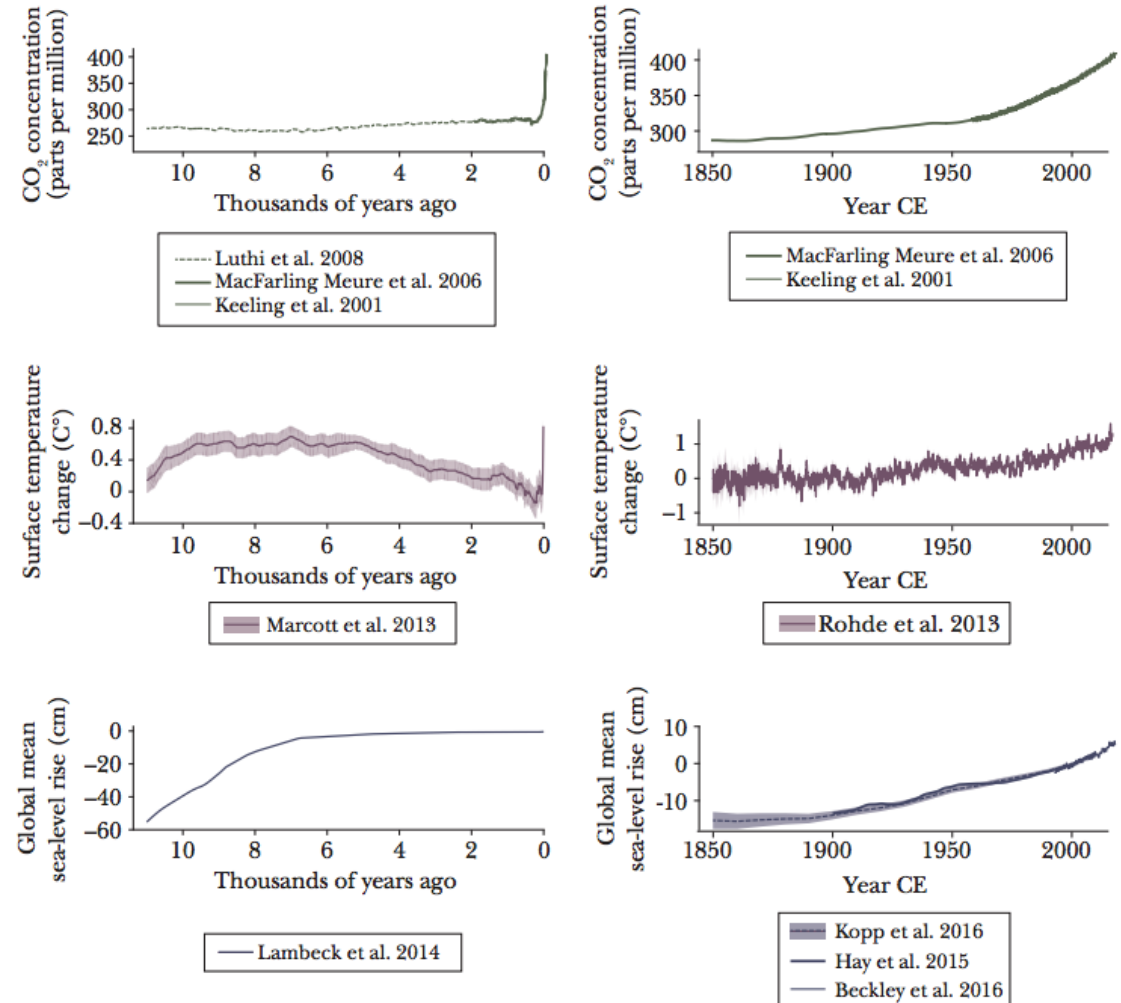 CO₂ concentration
(parts per million)
400
350
300
250
10 8 6 4 2 0
Thousands of years ago
Luthi et al. 2008
MacFarling Meure et al. 2006
Keeling et al. 2001
CO₂ concentration
(parts per million)
400
350
300
1850 1900 1950 2000
Year CE
MacFarling Meure et al. 2006
Keeling et al. 2001
Surface temperature
change (C°)
0.8
0.4
0
−0.4
10 8 6 4 2 0
Thousands of years ago
Marcott et al. 2013
Surface temperature
change (C°)
1
0
−1
1850 1900 1950 2000
Year CE
Rohde et al. 2013
Global mean
sea-level rise (cm)
0
−20
−40
−60
10 8 6 4 2 0
Thousands of years ago
Lambeck et al. 2014
Global mean
sea-level rise (cm)
10
0
-10
1850 1900 1950 2000
Year CE
Kopp et al. 2016
Hay et al. 2015
Beckley et al. 2016